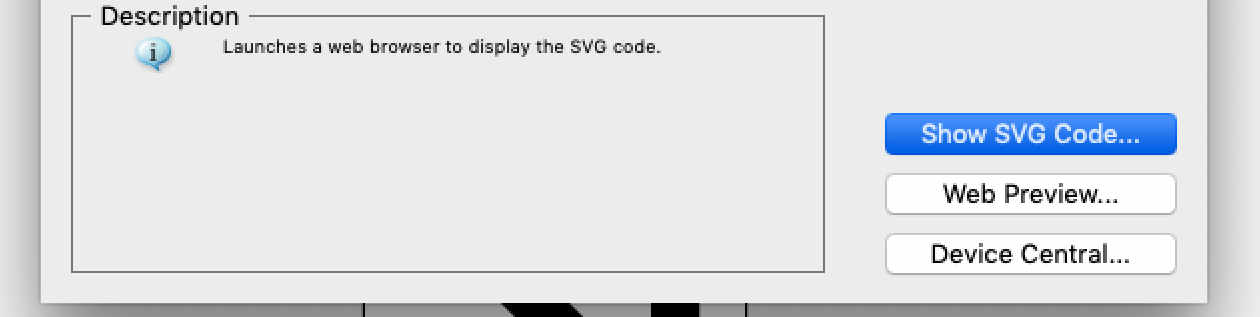 Description
Launches a web browser to display the SVG code.
Show SVG Code...
Web Preview...
Device Central...